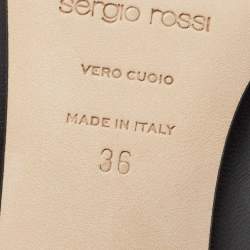 sergio rossi
VERO CUOIO
MADE IN ITALY
36